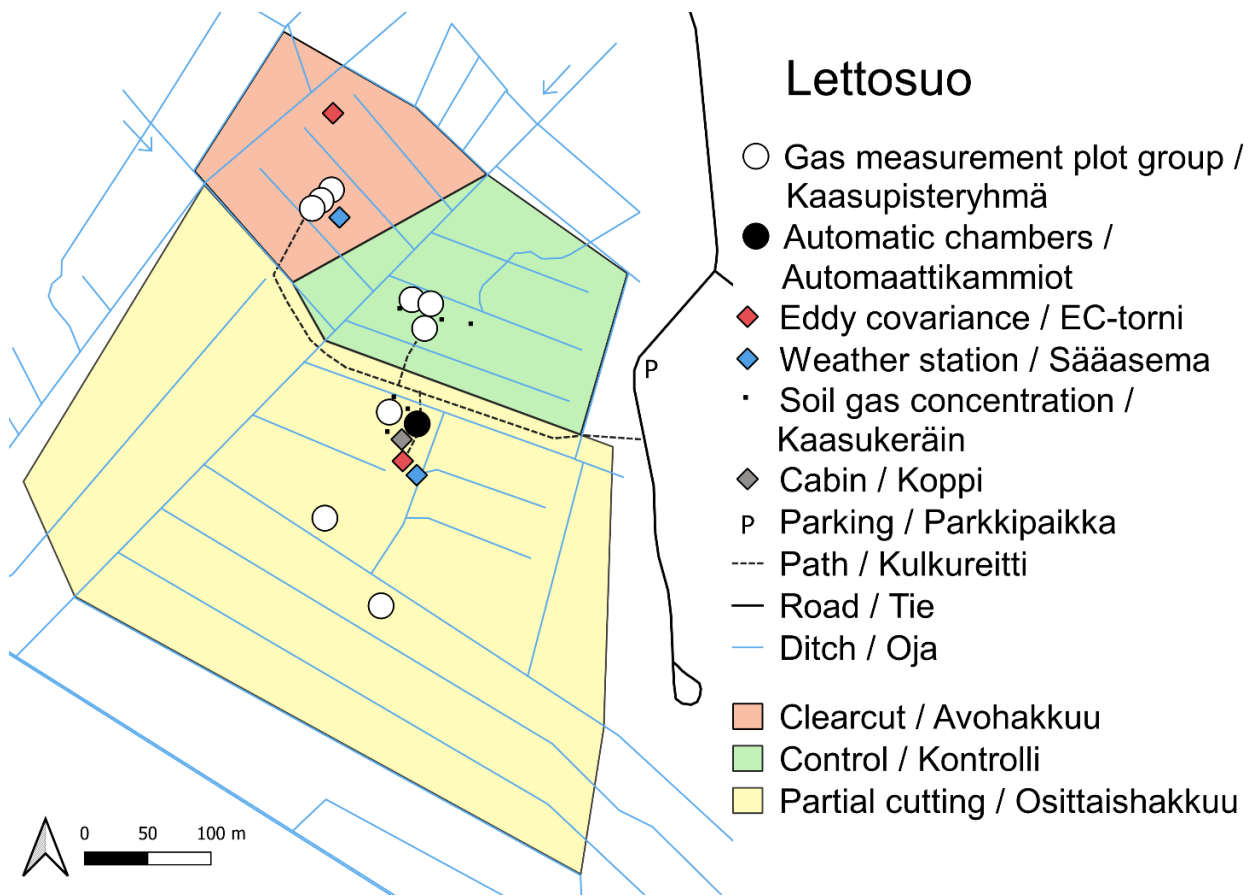 Lettosuo
Gas measurement plot group /
Kaasupisteryhmä
Automatic chambers /
Automaattikammiot
Eddy covariance / EC-torni
Weather station / Sääasema
Soil gas concentration /
Kaasukeräin
Cabin / Koppi
P Parking / Parkkipaikka
Path / Kulkureitti
Road / Tie
Ditch / Oja
Clearcut / Avohakkuu
Control / Kontrolli
Partial cutting / Osittaishakkuu
P
0 50 100 m